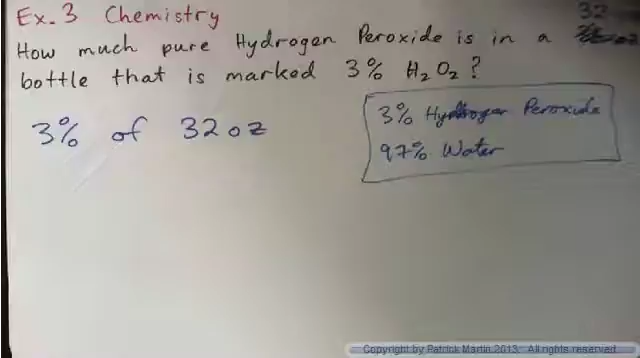 Ex. 3 Chemistry
32
How much pure Hydrogen Peroxide is in a
bottle that is marked 3% H₂O₂?
3% Hydrogen Peroxide
3% of 32oz
97% Water
Copyright by Patrick Martin 2013. All rights reserved